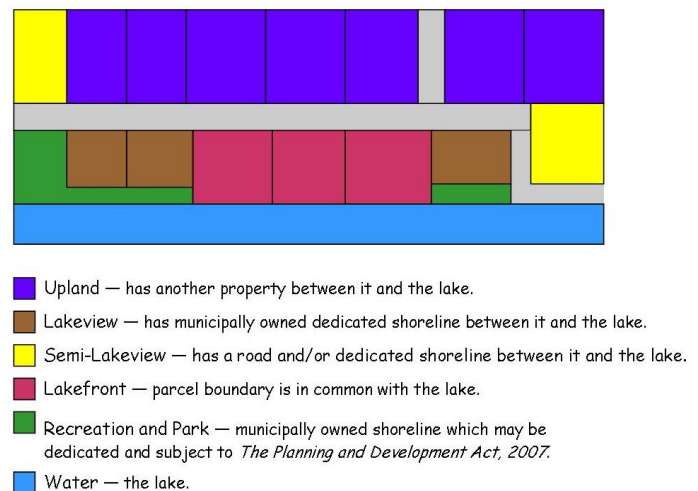 Upland — has another property between it and the lake.
Lakeview — has municipally owned dedicated shoreline between it and the lake.
Semi-Lakeview — has a road and/or dedicated shoreline between it and the lake.
Lakefront — parcel boundary is in common with the lake.
Recreation and Park — municipally owned shoreline which may be
dedicated and subject to The Planning and Development Act, 2007.
Water — the lake.